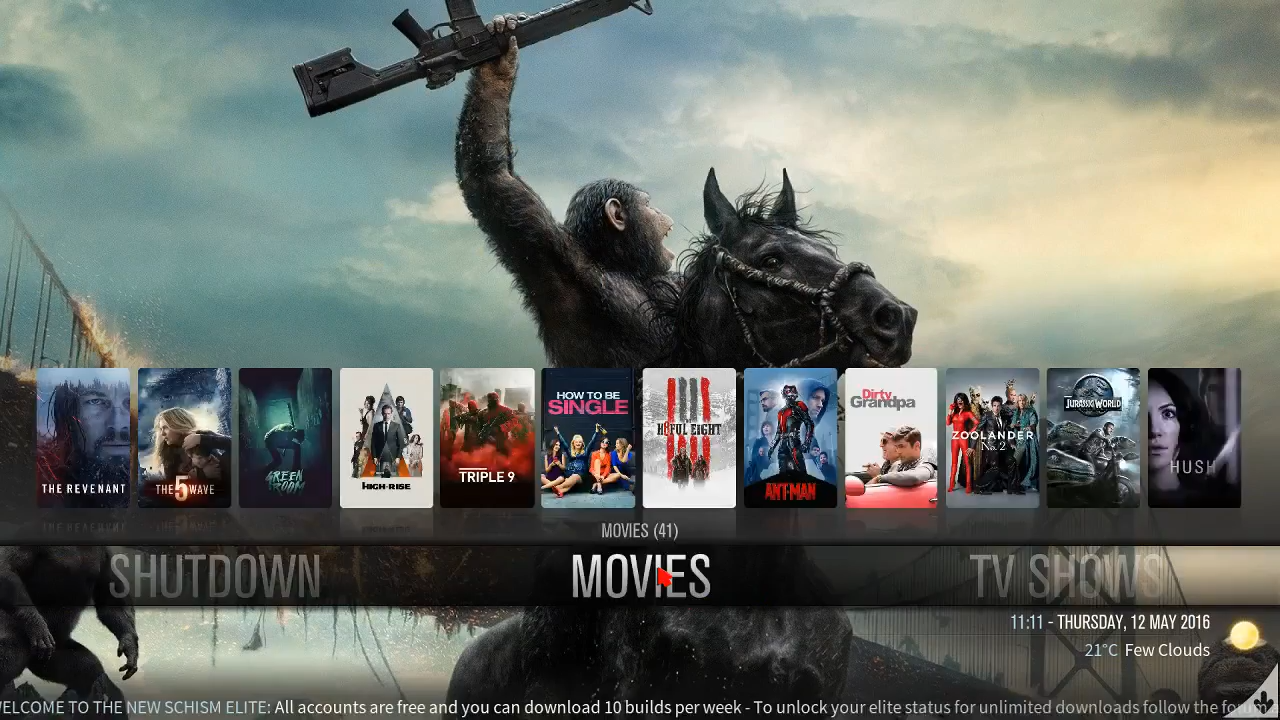 THE REVENANT
THE 5 WAVE
GREEN ROOM
HIGH-RISE
TRIPLE 9
HOW TO BE
SINGLE
H8FUL EIGHT
ANT-MAN
Dirty
Grandpa
ZOOLANDER
No. 2
JURASSIC WORLD
HUSH
MOVIES (41)
SHUTDOWN
MOVIES
TV SHOWS
11:11 - THURSDAY, 12 MAY 2016
21°C Few Clouds
ELCOME TO THE NEW SCHISM ELITE: All accounts are free and you can download 10 builds per week - To unlock your elite status for unlimited downloads follow the